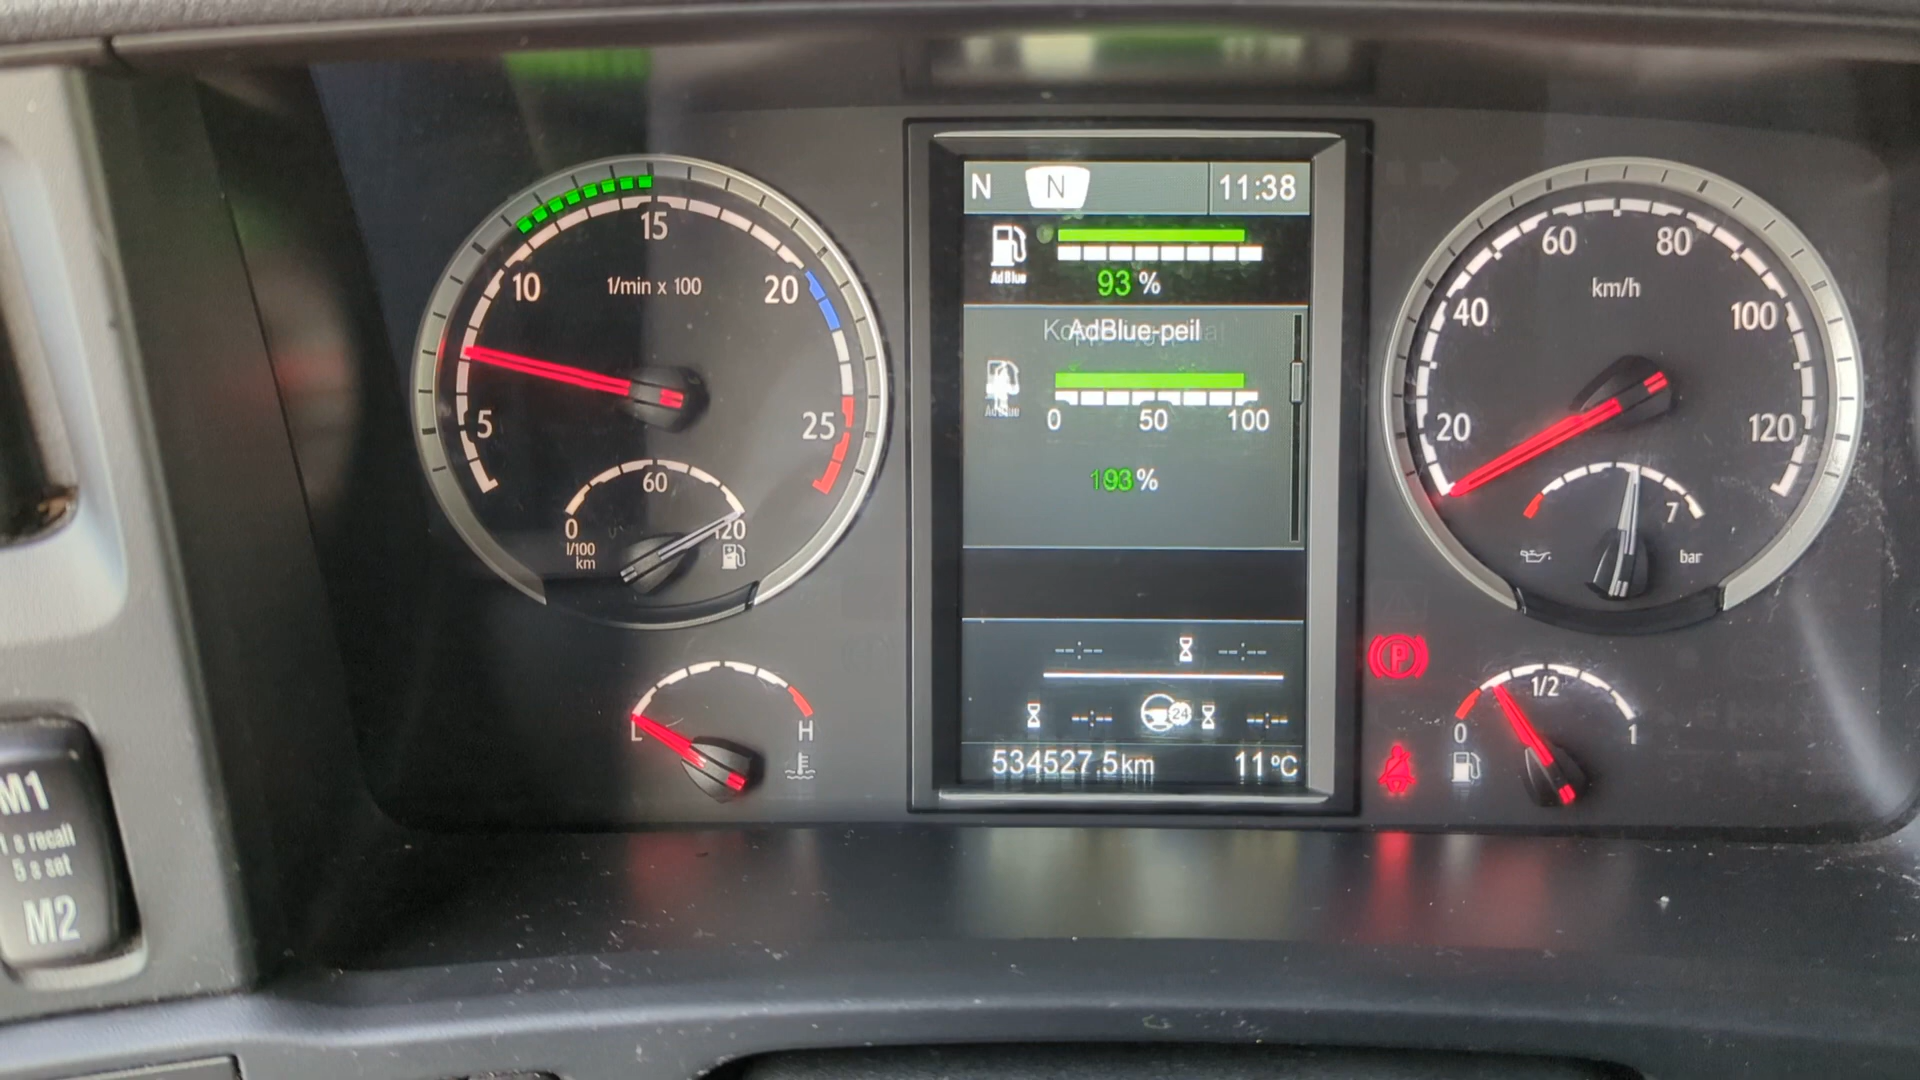 10
15
1/min x 100
20
5
25
60
0
120
l/100
km
L
H
N
N
11:38
AdBlue
93 %
AdBlue-peil
0
50
100
%
--:--
--:--
--:--
24
--:--
534527.5km
11°C
60
80
km/h
40
100
20
120
7
bar
P
1/2
0
1
M1
1 s recall
5 s set
M2